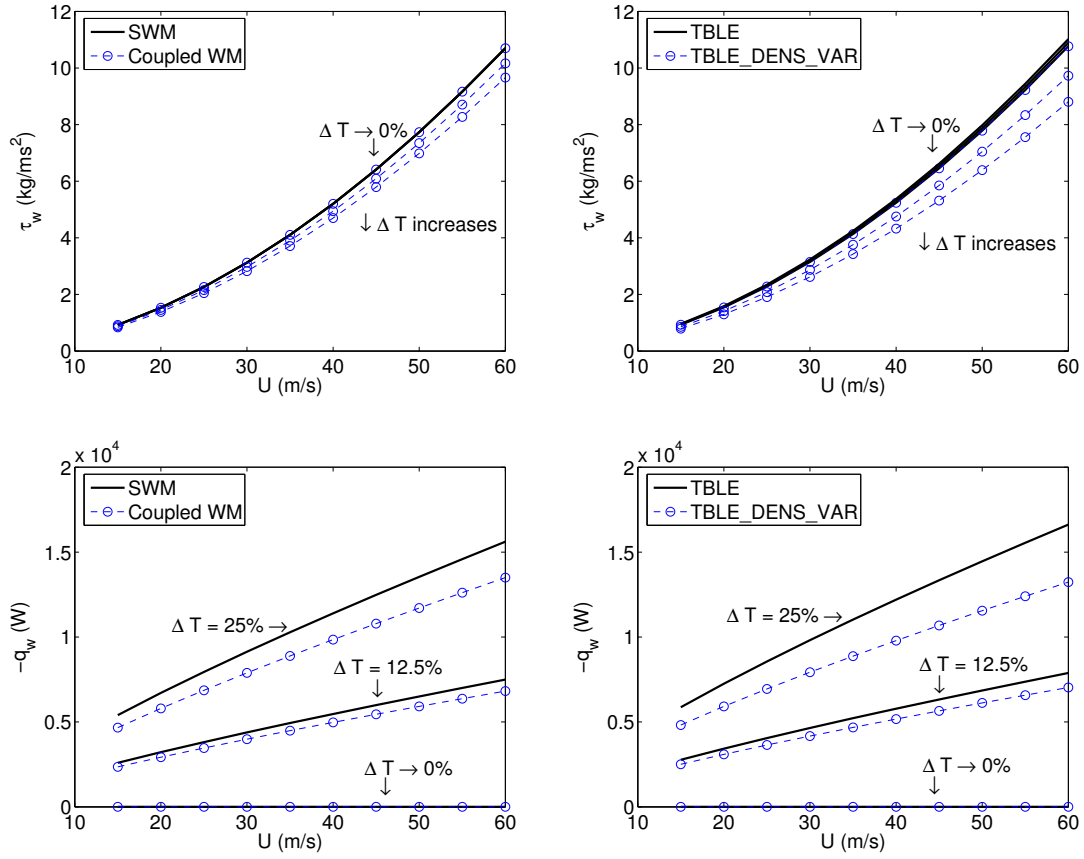 12
10
8
6
4
2
0
τw (kg/ms²)
SWM
Coupled WM
Δ T → 0%
↓
↓ Δ T increases
10 20 30 40 50 60
U (m/s)
12
10
8
6
4
2
0
τw (kg/ms²)
TBLE
TBLE_DENS_VAR
Δ T → 0%
↓
↓ Δ T increases
10 20 30 40 50 60
U (m/s)
x 10⁴
2
1.5
1
0.5
0
−qw (W)
SWM
Coupled WM
Δ T = 25% →
Δ T = 12.5%
↓
Δ T → 0%
↓
10 20 30 40 50 60
U (m/s)
x 10⁴
2
1.5
1
0.5
0
−qw (W)
TBLE
TBLE_DENS_VAR
Δ T = 25% →
Δ T = 12.5%
↓
Δ T → 0%
↓
10 20 30 40 50 60
U (m/s)